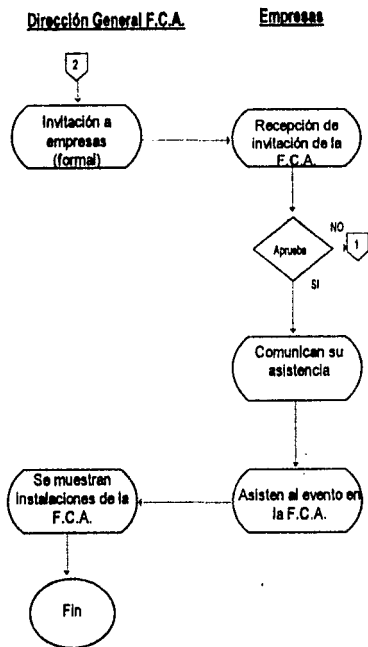 Dirección General F.C.A.
Empresas
2
Invitación a
empresas
(formal)
Recepción de
invitación de la
F.C.A.
Aprueba
NO
1
SI
Comunican su
asistencia
Se muestran
instalaciones de la
F.C.A.
Asisten al evento en
la F.C.A.
Fin